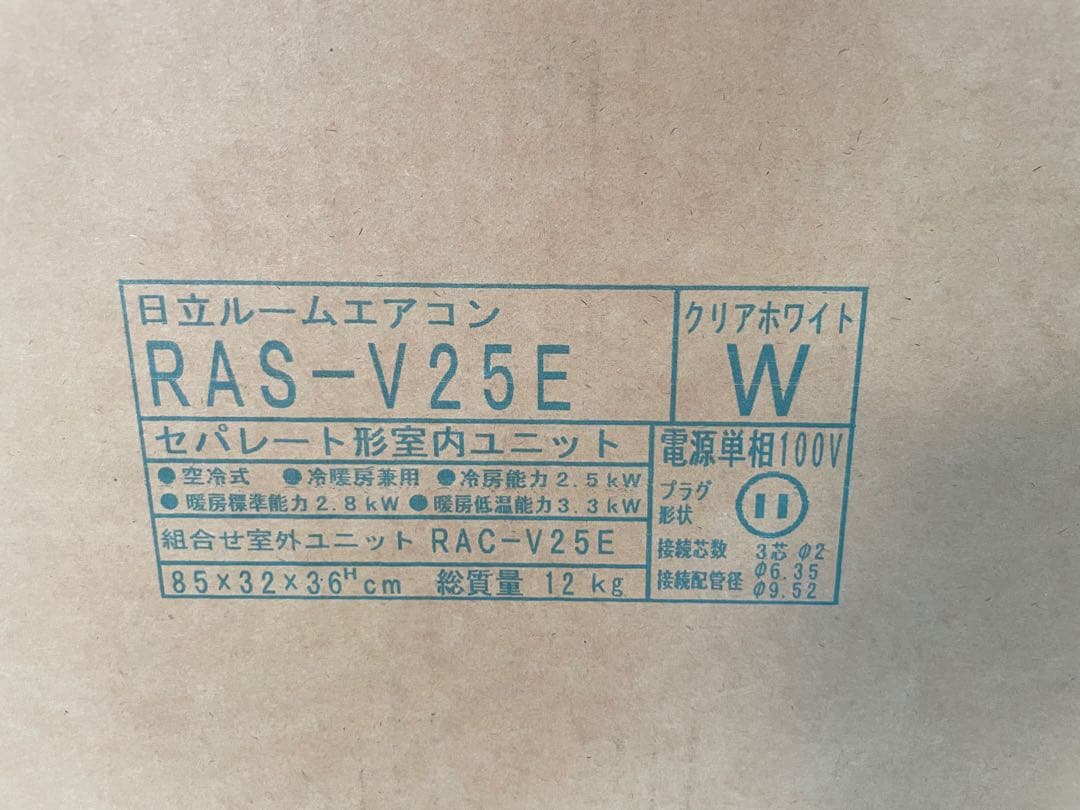 日立ルームエアコン
RAS-V25E
クリアホワイト
W
セパレート形室内ユニット
●空冷式 ●冷暖房兼用 ●冷房能力2.5kW
●暖房標準能力2.8kW ●暖房低温能力3.3kW
組合せ室外ユニット RAC-V25E
85×32×36ᴴcm 総質量 12kg
電源単相100V
プラグ
形状
接続芯数 3芯 φ2
接続配管径 φ6.35
φ9.52